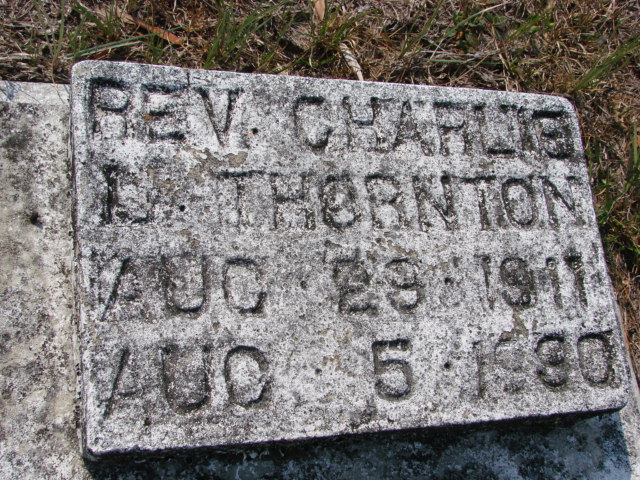 REV. CHARLIE
L. THORNTON
AUG. 29. 1911
AUG. 5. 1990